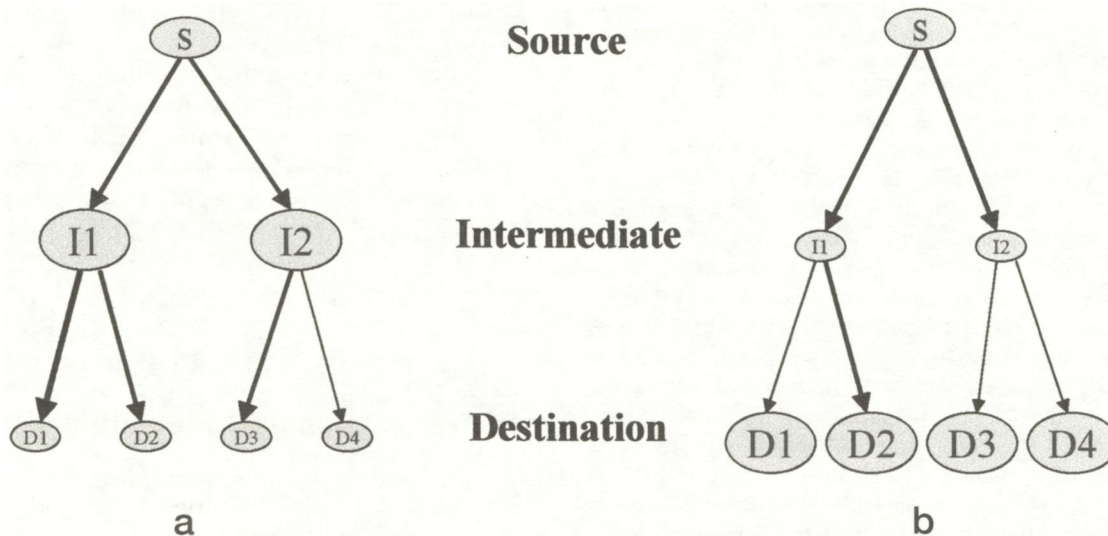 S
Source
S
I1
I2
Intermediate
I1
I2
D1
D2
D3
D4
Destination
D1
D2
D3
D4
a
b